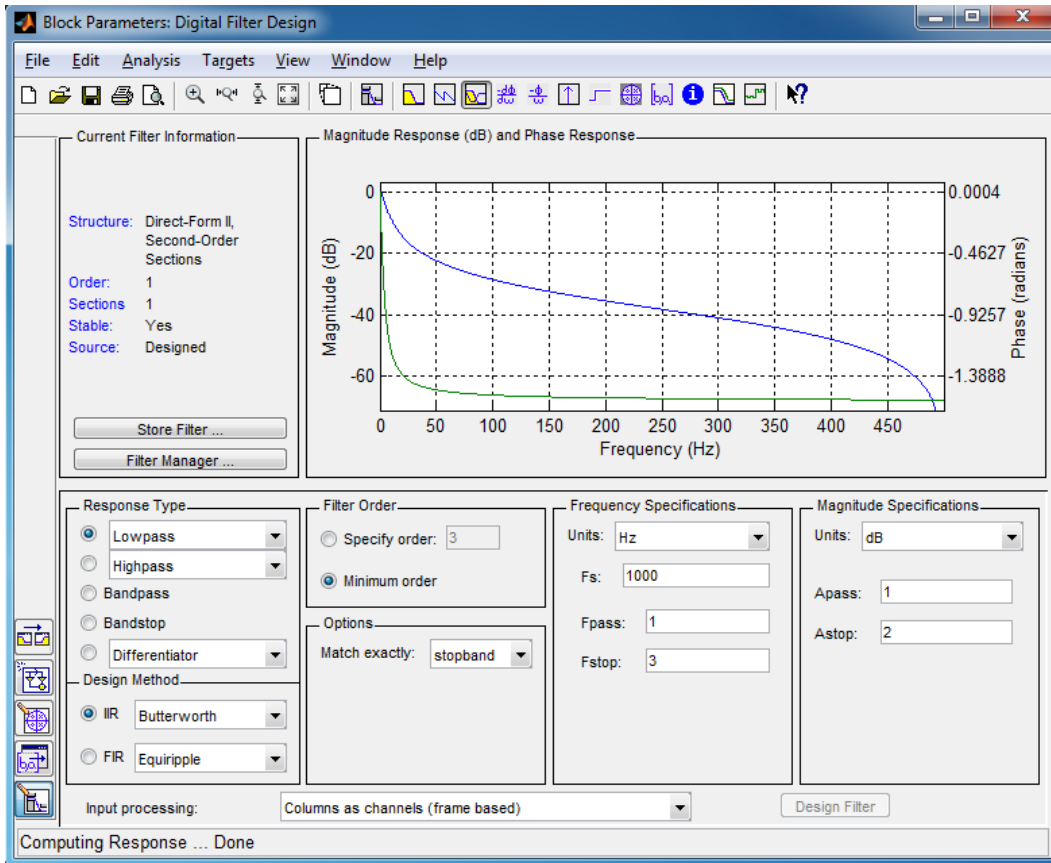 Block Parameters: Digital Filter Design
File Edit Analysis Targets View Window Help
Current Filter Information
Structure: Direct-Form II,
Second-Order
Sections
Order: 1
Sections 1
Stable: Yes
Source: Designed
Store Filter ...
Filter Manager ...
Magnitude Response (dB) and Phase Response
Magnitude (dB)
0
-20
-40
-60
0 50 100 150 200 250 300 350 400 450
Frequency (Hz)
0.0004
-0.4627
-0.9257
-1.3888
Phase (radians)
Response Type
Lowpass
Highpass
Bandpass
Bandstop
Differentiator
Design Method
IIR Butterworth
FIR Equiripple
Filter Order
Specify order: 3
Minimum order
Options
Match exactly: stopband
Frequency Specifications
Units: Hz
Fs: 1000
Fpass: 1
Fstop: 3
Magnitude Specifications
Units: dB
Apass: 1
Astop: 2
Input processing: Columns as channels (frame based)
Design Filter
Computing Response ... Done